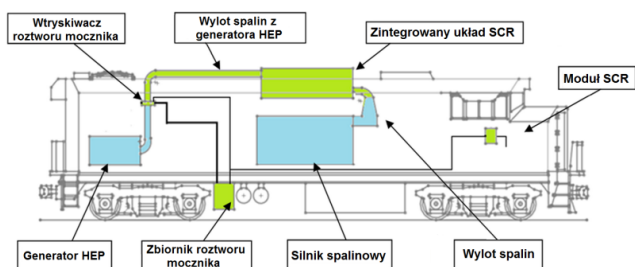 Wtryskiwacz
roztworu mocznika
Wylot spalin z
generatora HEP
Zintegrowany układ SCR
Moduł SCR
Generator HEP
Zbiornik roztworu
mocznika
Silnik spalinowy
Wylot spalin